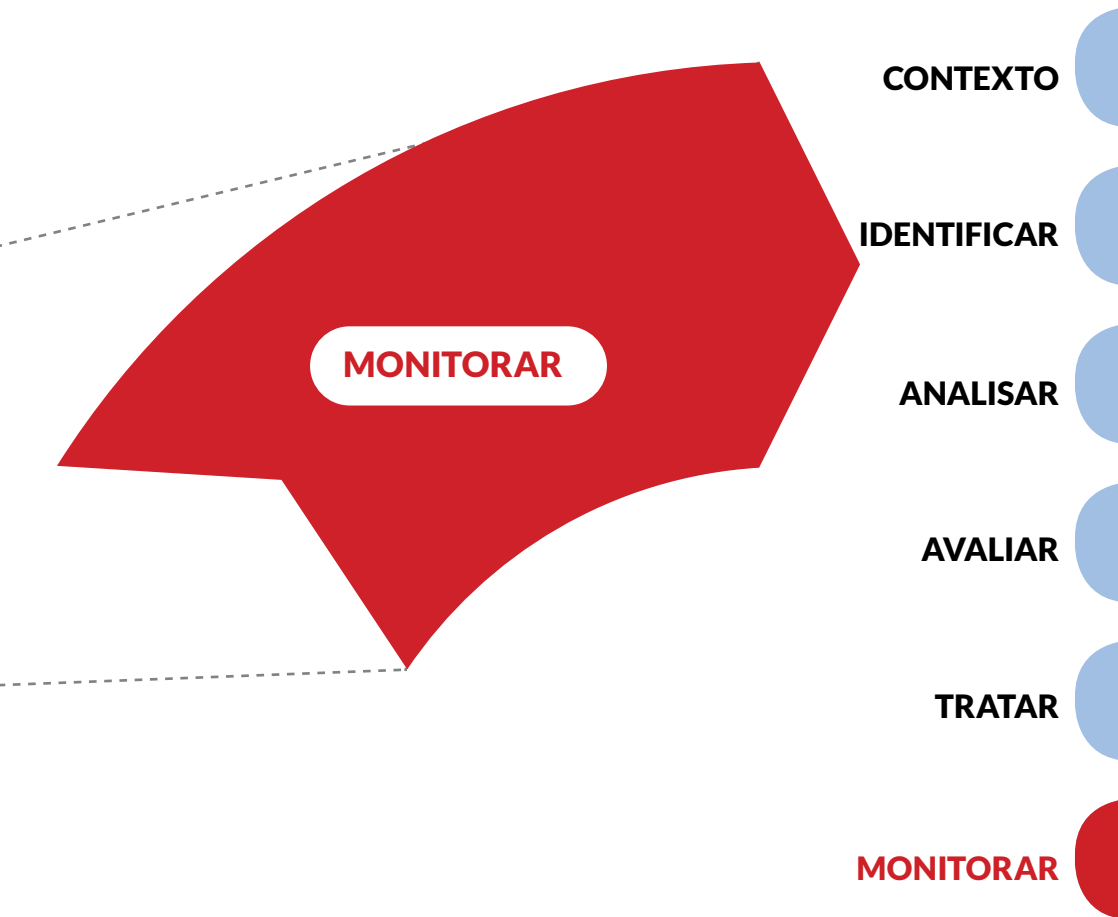 CONTEXTO
IDENTIFICAR
MONITORAR
ANALISAR
AVALIAR
TRATAR
MONITORAR